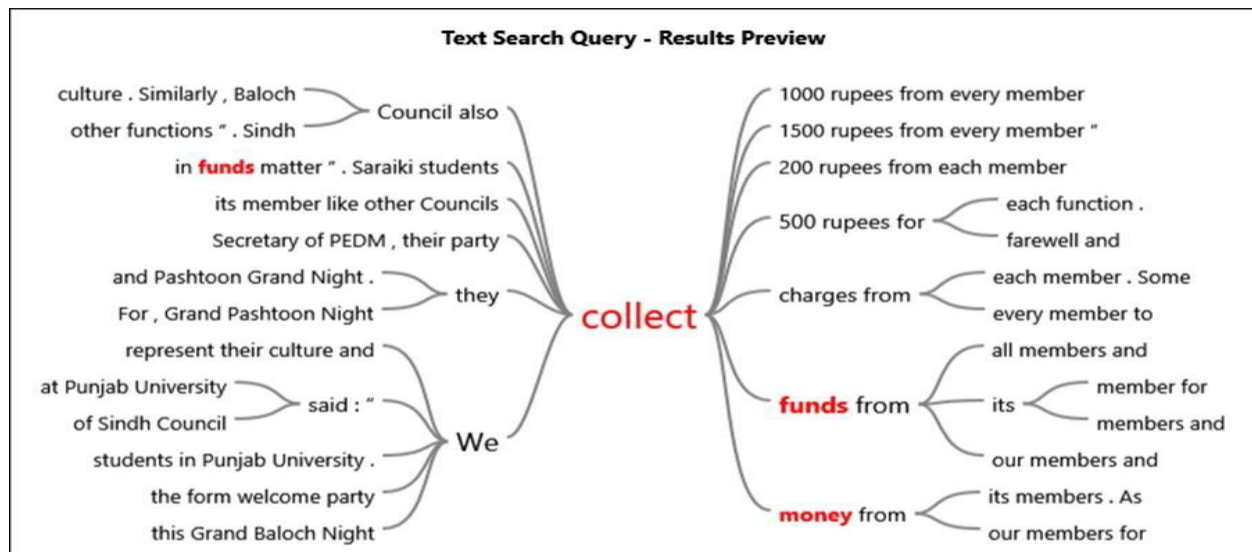 Text Search Query - Results Preview
culture . Similarly , Baloch
other functions " . Sindh
Council also
in funds matter " . Saraiki students
its member like other Councils
Secretary of PEDM , their party
and Pashtoon Grand Night .
For , Grand Pashtoon Night
they
represent their culture and
at Punjab University
of Sindh Council
said : "
students in Punjab University .
the form welcome party
this Grand Baloch Night
We
collect
1000 rupees from every member
1500 rupees from every member "
200 rupees from each member
500 rupees for
each function .
farewell and
charges from
each member . Some
every member to
funds from
all members and
its
member for
members and
our members and
money from
its members . As
our members for